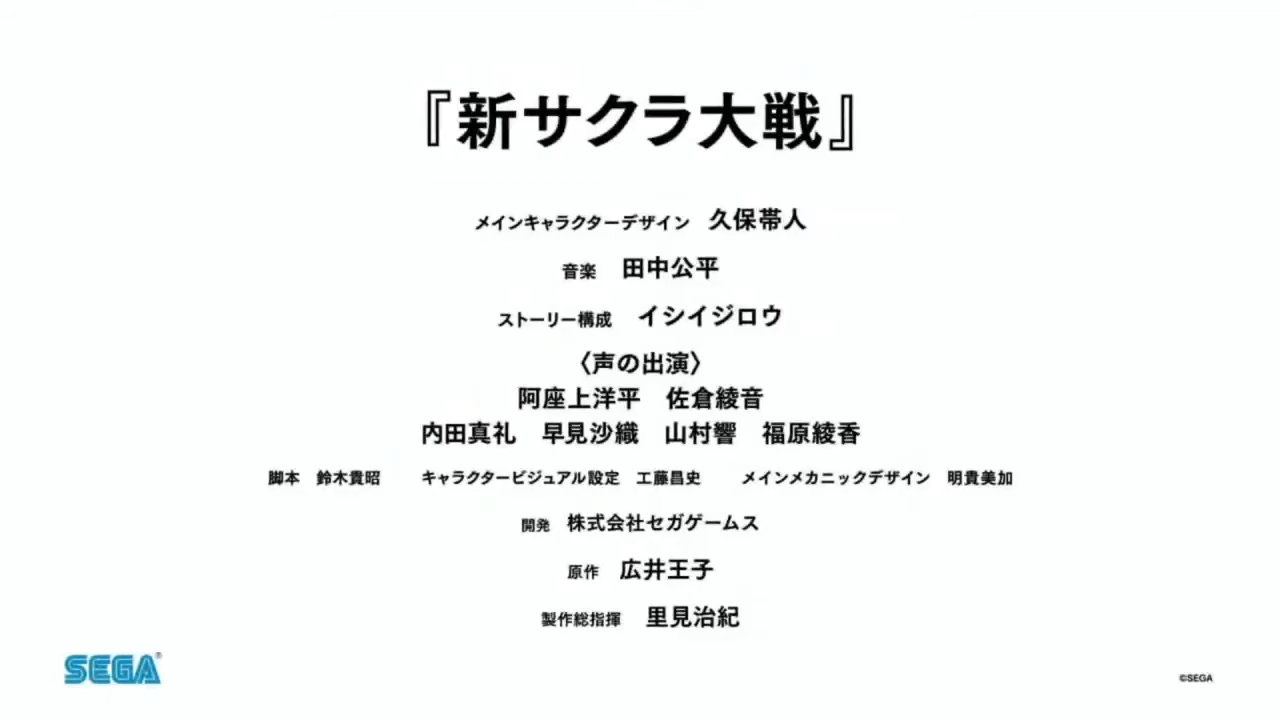 『新サクラ大戦』
メインキャラクターデザイン 久保帯人
音楽 田中公平
ストーリー構成 イシイジロウ
〈声の出演〉
阿座上洋平 佐倉綾音
内田真礼 早見沙織 山村響 福原綾香
脚本 鈴木貴昭 キャラクタービジュアル設定 工藤昌史 メインメカニックデザイン 明貴美加
開発 株式会社セガゲームス
原作 広井王子
製作総指揮 里見治紀
SEGA®
©SEGA